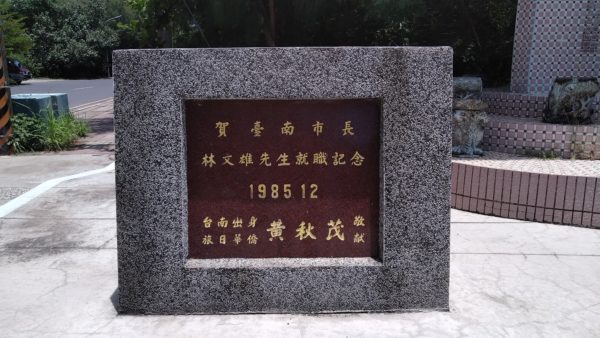 賀臺南市長
林文雄先生就職記念
1985.12
台南出身
旅日華僑
黃秋茂
敬献